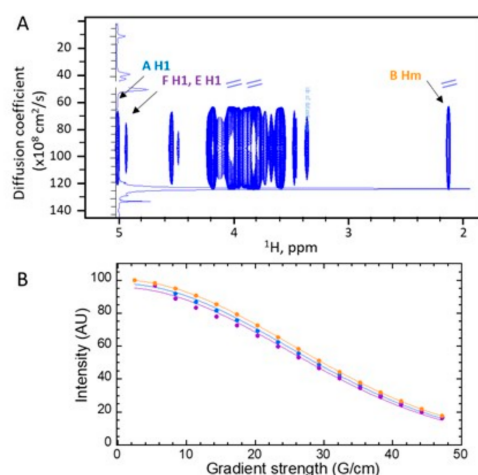 A
A H1
F H1, E H1
B Hm
Diffusion coefficient
(x10⁸ cm²/s)
0
20
40
60
80
100
120
140
5
4
3
2
¹H, ppm
B
Intensity (AU)
100
80
60
40
20
0
0
10
20
30
40
50
Gradient strength (G/cm)